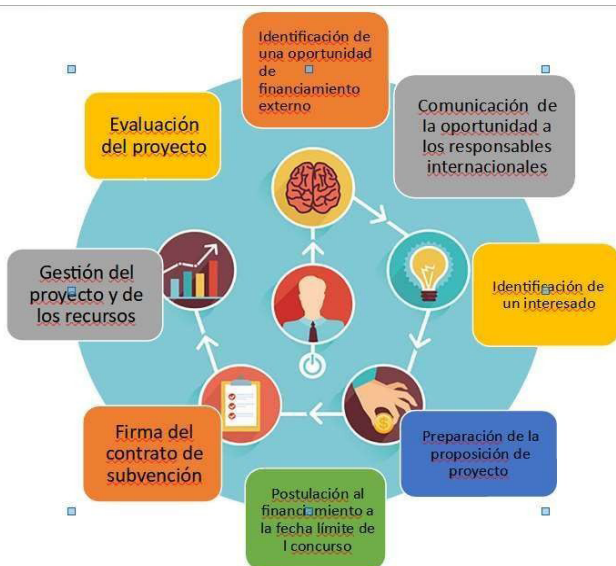 Identificación de
una oportunidad
de
financiamiento
externo
Comunicación de
la oportunidad a
los responsables
internacionales
Identificación de
un interesado
Preparación de la
proposición de
proyecto
Postulación al
financiamiento a
la fecha límite de
l concurso
Firma del
contrato de
subvención
Gestión del
proyecto y de
los recursos
Evaluación
del proyecto